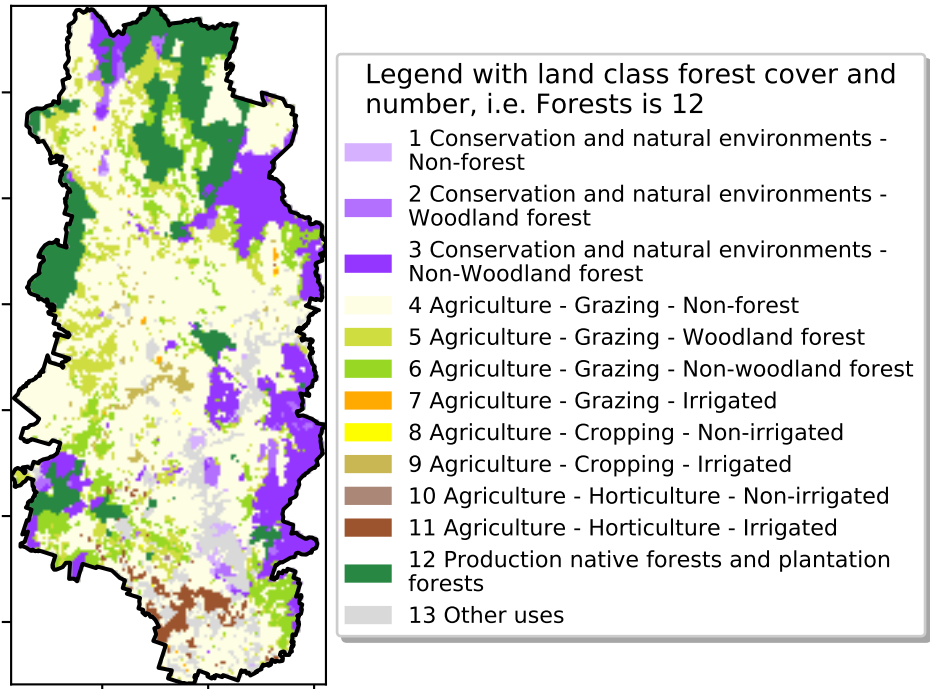 Legend with land class forest cover and
number, i.e. Forests is 12
1 Conservation and natural environments -
Non-forest
2 Conservation and natural environments -
Woodland forest
3 Conservation and natural environments -
Non-Woodland forest
4 Agriculture - Grazing - Non-forest
5 Agriculture - Grazing - Woodland forest
6 Agriculture - Grazing - Non-woodland forest
7 Agriculture - Grazing - Irrigated
8 Agriculture - Cropping - Non-irrigated
9 Agriculture - Cropping - Irrigated
10 Agriculture - Horticulture - Non-irrigated
11 Agriculture - Horticulture - Irrigated
12 Production native forests and plantation
forests
13 Other uses